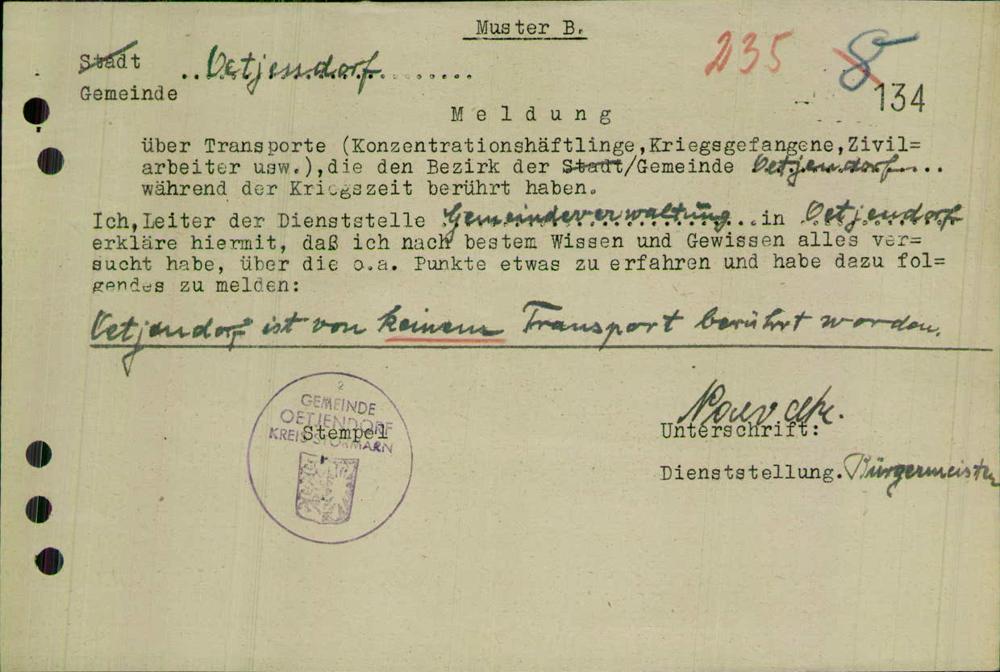 Muster B.
235 8
134
Stadt
Gemeinde ..Oetjendorf..........
Meldung
über Transporte (Konzentrationshäftlinge,Kriegsgefangene,Zivil=
arbeiter usw.),die den Bezirk der Stadt/Gemeinde Oetjendorf...
während der Kriegszeit berührt haben.
Ich,Leiter der Dienststelle Gemeindeverwaltung...in Oetjendorf
erkläre hiermit, daß ich nach bestem Wissen und Gewissen alles ver=
sucht habe, über die o.a. Punkte etwas zu erfahren und habe dazu fol=
gendes zu melden:
Oetjendorf ist von keinem Transport berührt worden.
2
GEMEINDE
OETJENDORF
KREIS STORMARN
Stempel
Unterschrift:
Dienststellung. Bürgermeister